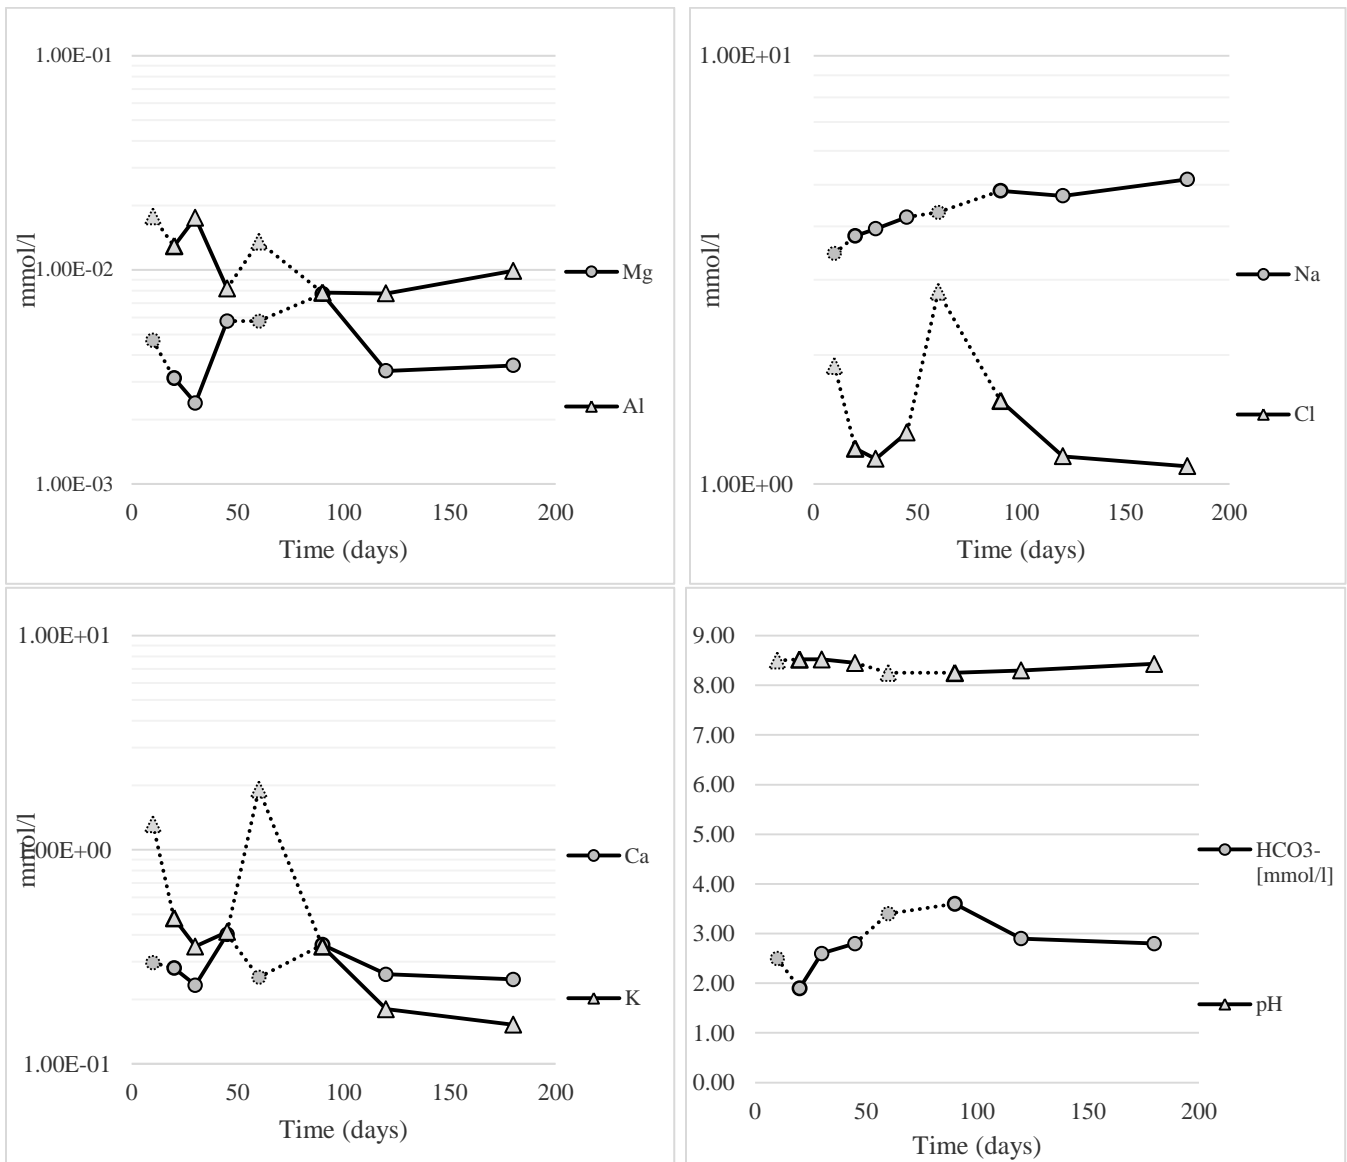 1.00E-01
1.00E-02
1.00E-03
mmol/l
0 50 100 150 200
Time (days)
Mg
Al
1.00E+01
1.00E+00
mmol/l
0 50 100 150 200
Time (days)
Na
Cl
1.00E+01
1.00E+00
1.00E-01
mmol/l
0 50 100 150 200
Time (days)
Ca
K
9.00
8.00
7.00
6.00
5.00
4.00
3.00
2.00
1.00
0.00
0 50 100 150 200
Time (days)
HCO3-
[mmol/l]
pH